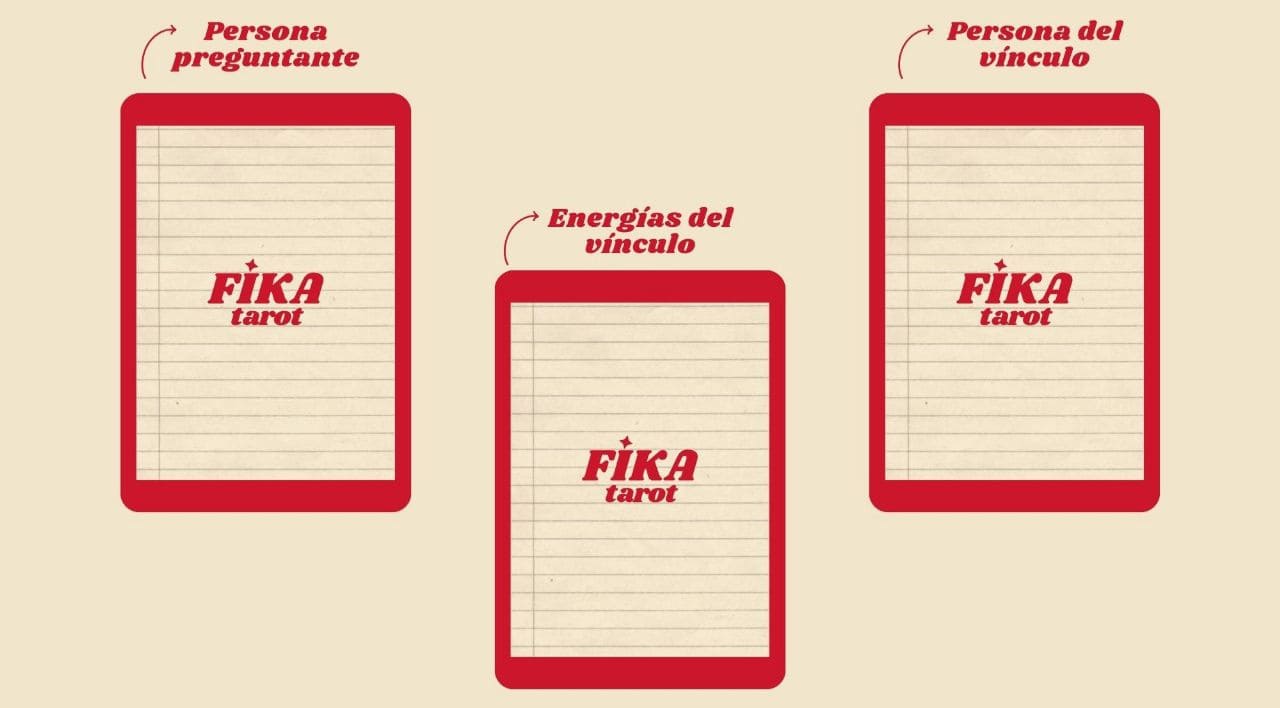 Persona
preguntante
FIKA
tarot
Energías del
vínculo
FIKA
tarot
Persona del
vínculo
FIKA
tarot